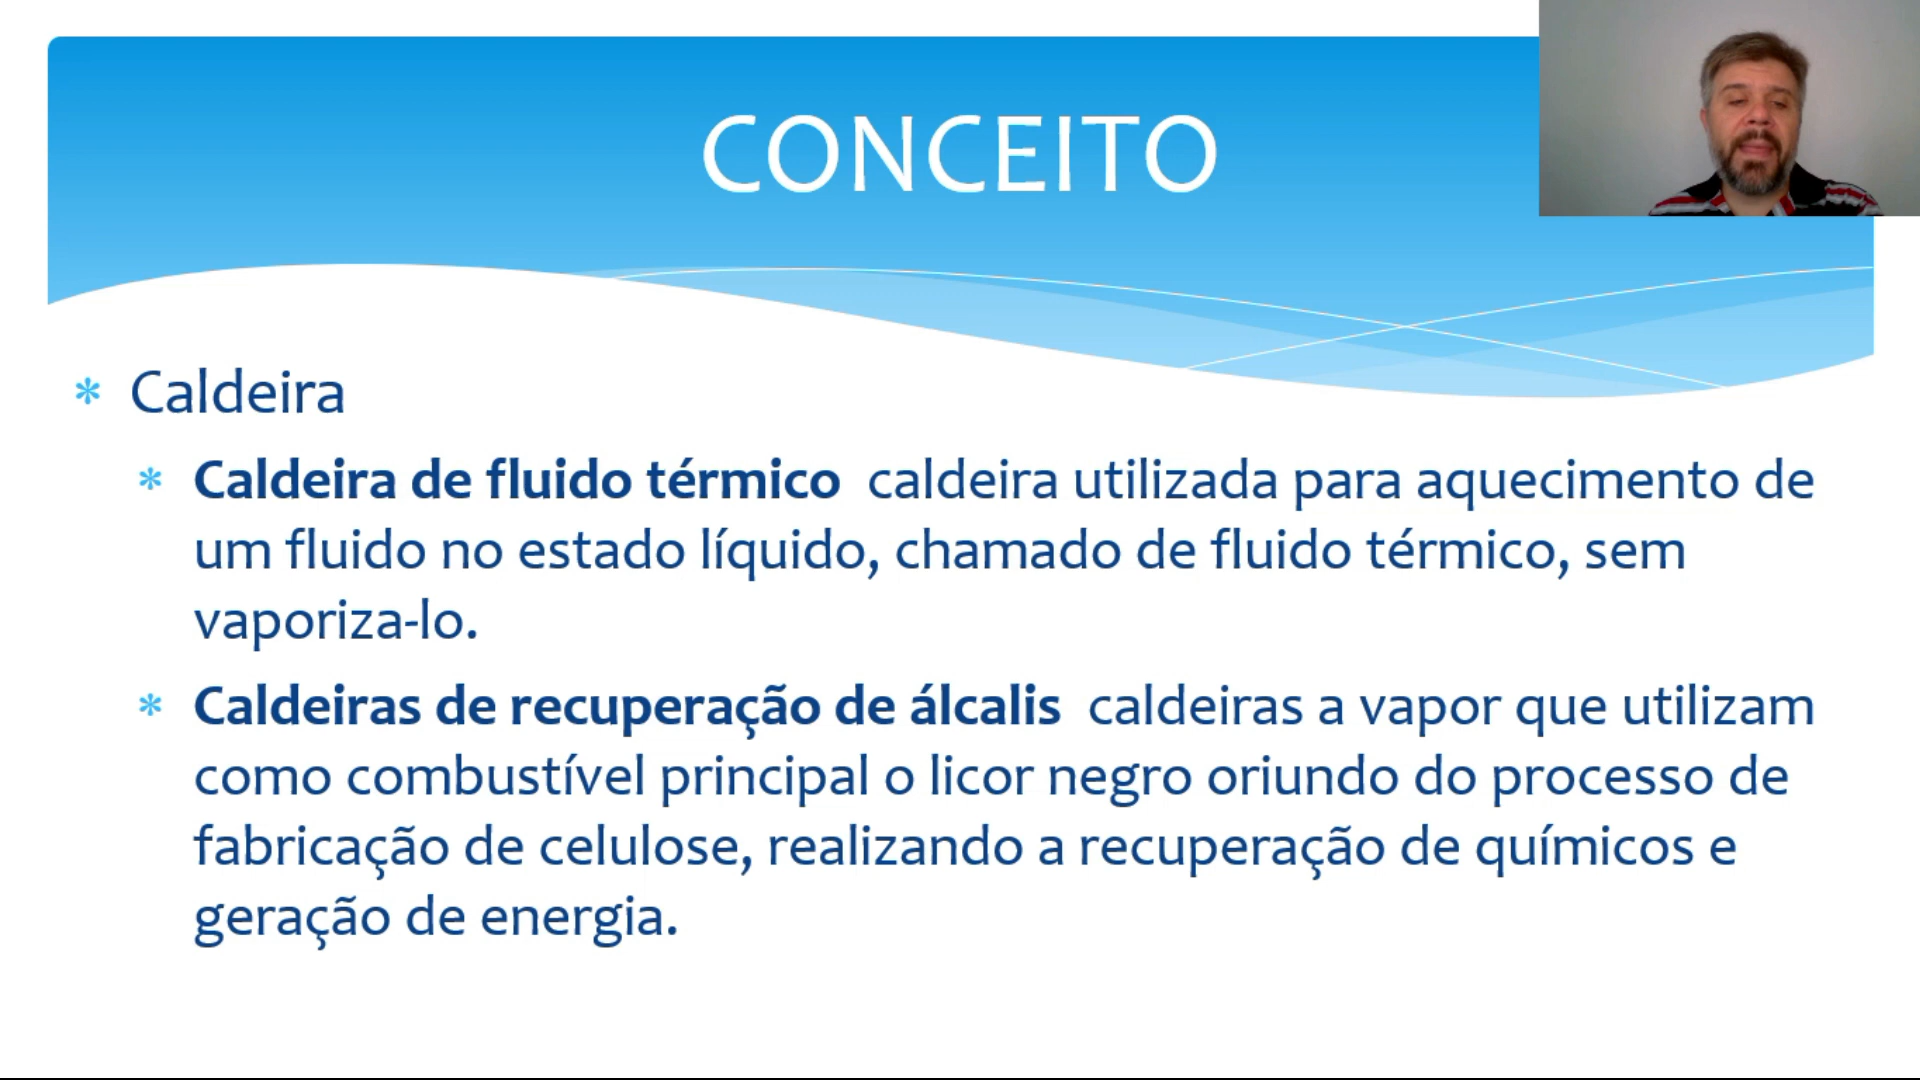 CONCEITO
* Caldeira
* Caldeira de fluido térmico caldeira utilizada para aquecimento de
um fluido no estado líquido, chamado de fluido térmico, sem
vaporiza-lo.
* Caldeiras de recuperação de álcalis caldeiras a vapor que utilizam
como combustível principal o licor negro oriundo do processo de
fabricação de celulose, realizando a recuperação de químicos e
geração de energia.